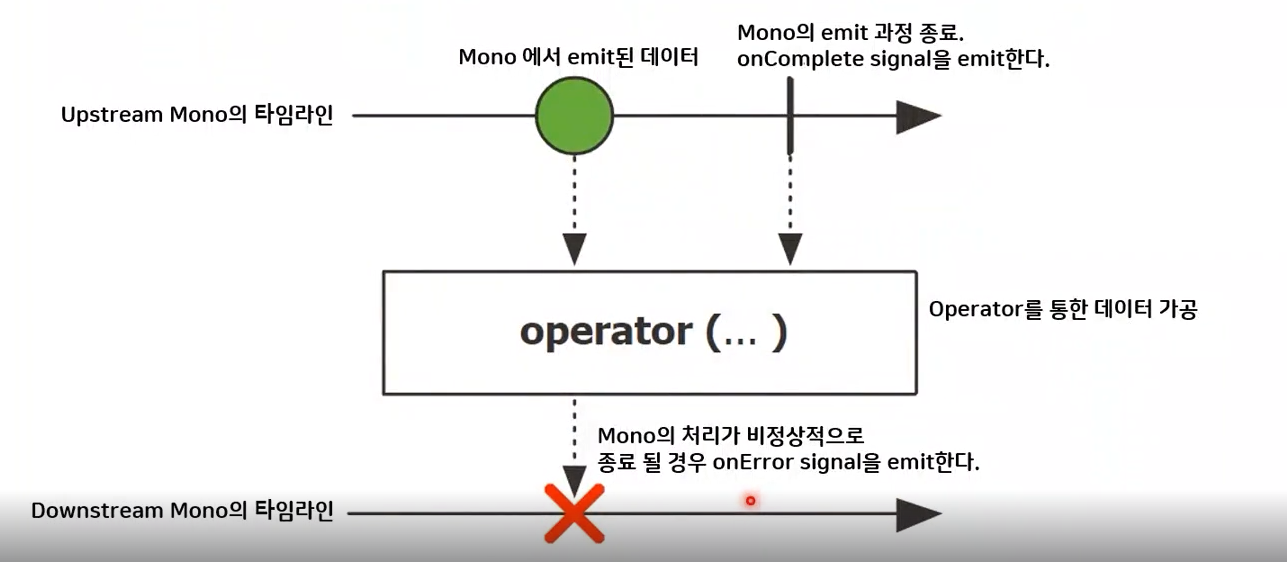 Mono의 emit 과정 종료.
Mono 에서 emit된 데이터
onComplete signal을 emit한다.
Upstream Mono의 타임라인
Operator를 통한 데이터 가공
operator (... )
Mono의 처리가 비정상적으로
종료 될 경우 onError signal을 emit한다.
Downstream Mono의 타임라인